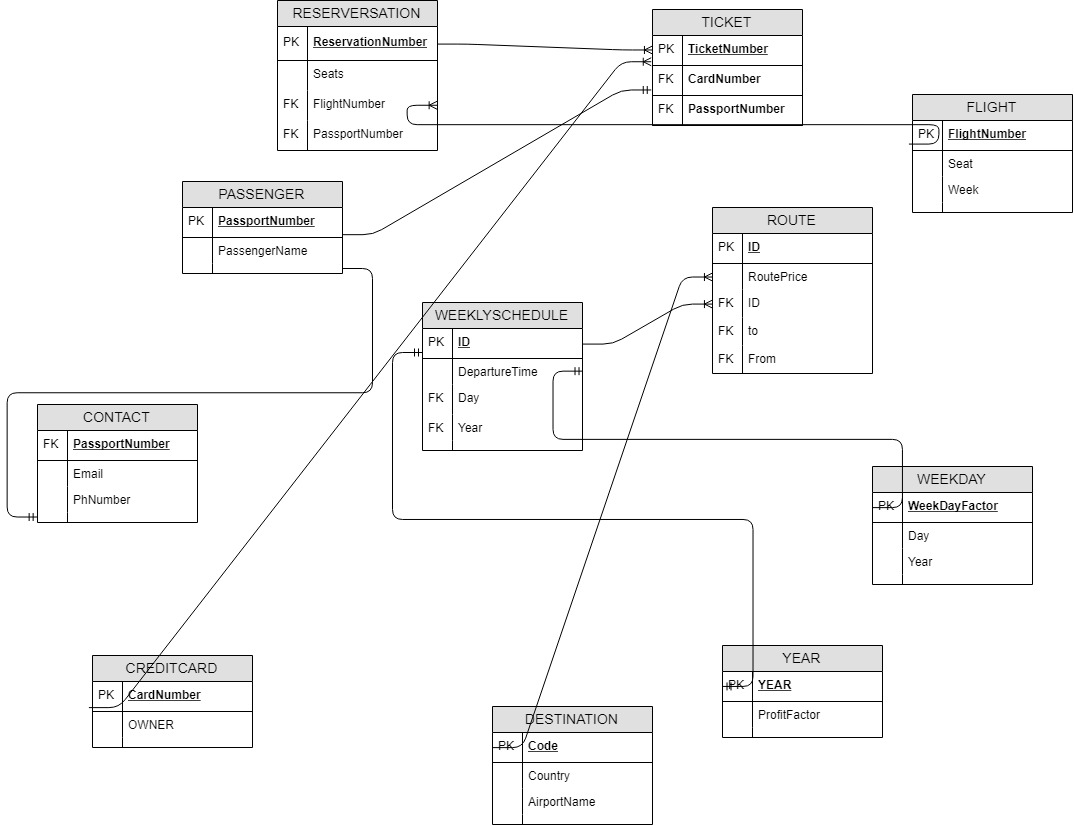 RESERVERSATION
PK ReservationNumber
Seats
FK FlightNumber
FK PassportNumber
TICKET
PK TicketNumber
FK CardNumber
FK PassportNumber
FLIGHT
PK FlightNumber
Seat
Week
PASSENGER
PK PassportNumber
PassengerName
ROUTE
PK ID
RoutePrice
FK ID
FK to
FK From
WEEKLYSCHEDULE
PK ID
DepartureTime
FK Day
FK Year
CONTACT
FK PassportNumber
Email
PhNumber
WEEKDAY
PK WeekDayFactor
Day
Year
CREDITCARD
PK CardNumber
OWNER
YEAR
PK YEAR
ProfitFactor
DESTINATION
PK Code
Country
AirportName